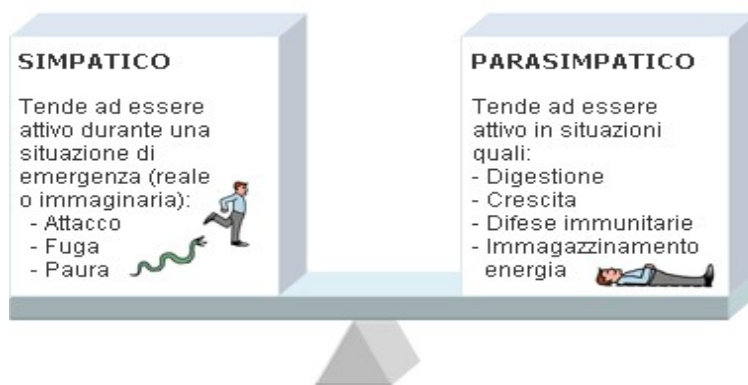 SIMPATICO
Tende ad essere
attivo durante una
situazione di
emergenza (reale
o immaginaria):
- Attacco
- Fuga
- Paura
PARASIMPATICO
Tende ad essere
attivo in situazioni
quali:
- Digestione
- Crescita
- Difese immunitarie
- Immagazzinamento
energia